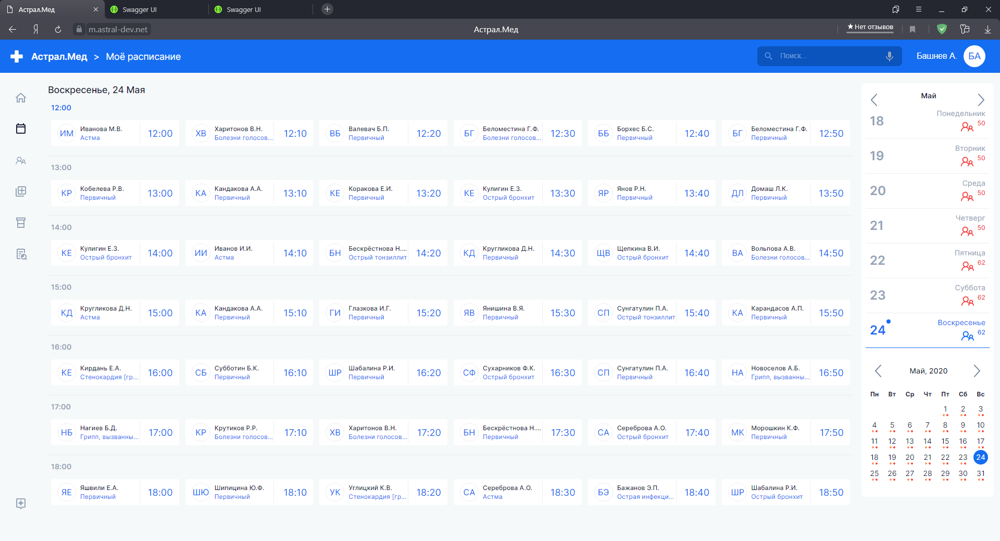 Астрал.Мед
Swagger UI
Swagger UI
m.astral-dev.net
Астрал.Мед
★Нет отзывов
Астрал.Мед > Моё расписание
Поиск...
Башнев А. БА
Воскресенье, 24 Мая
12:00
ИМ Иванова М.В. Астма 12:00
ХВ Харитонов В.Н. Болезни голосов... 12:10
ВБ Валевач Б.П. Первичный 12:20
БГ Беломестина Г.Ф. Болезни голосов... 12:30
ББ Борхес Б.С. Первичный 12:40
БГ Беломестина Г.Ф. Первичный 12:50
13:00
КР Кобелева Р.В. Первичный 13:00
КА Кандакова А.А. Первичный 13:10
КЕ Коракова Е.И. Первичный 13:20
КЕ Кулигин Е.З. Острый бронхит 13:30
ЯР Янов Р.Н. Первичный 13:40
ДЛ Домаш Л.К. Первичный 13:50
14:00
КЕ Кулигин Е.З. Острый бронхит 14:00
ИИ Иванов И.И. Астма 14:10
БН Бескрёстнова Н.... Острый тонзиллит 14:20
КД Кругликова Д.Н. Первичный 14:30
ЩВ Щепкина В.И. Острый бронхит 14:40
ВА Вольпова А.В. Болезни голосов... 14:50
15:00
КД Кругликова Д.Н. Астма 15:00
КА Кандакова А.А. Первичный 15:10
ГИ Глазкова И.Г. Первичный 15:20
ЯВ Янишина В.Я. Первичный 15:30
СП Сунгатулин П.А. Острый тонзиллит 15:40
КА Карандасов А.П. Первичный 15:50
16:00
КЕ Кирдань Е.А. Стенокардия [гр... 16:00
СБ Субботин Б.К. Первичный 16:10
ШР Шабалина Р.И. Первичный 16:20
СФ Сухарников Ф.К. Острый бронхит 16:30
СП Сунгатулин П.А. Первичный 16:40
НА Новоселов А.Б. Грипп, вызванны... 16:50
17:00
НБ Нагиев Б.Д. Грипп, вызванны... 17:00
КР Крутиков Р.Р. Болезни голосов... 17:10
ХВ Харитонов В.Н. Болезни голосов... 17:20
БН Бескрёстнова Н.... Первичный 17:30
СА Сереброва А.О. Острый бронхит 17:40
МК Морошкин К.Ф. Первичный 17:50
18:00
ЯЕ Яшвили Е.А. Первичный 18:00
ШЮ Шипицина Ю.Ф. Первичный 18:10
УК Углицкий К.В. Стенокардия [гр... 18:20
СА Сереброва А.О. Астма 18:30
БЭ Бажанов Э.П. Острая инфекци... 18:40
ШР Шабалина Р.И. Острый бронхит 18:50
Май
18 Понедельник 50
19 Вторник 50
20 Среда 50
21 Четверг 50
22 Пятница 62
23 Суббота 62
24 Воскресенье 62
Май, 2020
Пн Вт Ср Чт Пт Сб Вс
1 2 3
4 5 6 7 8 9 10
11 12 13 14 15 16 17
18 19 20 21 22 23 24
25 26 27 28 29 30 31